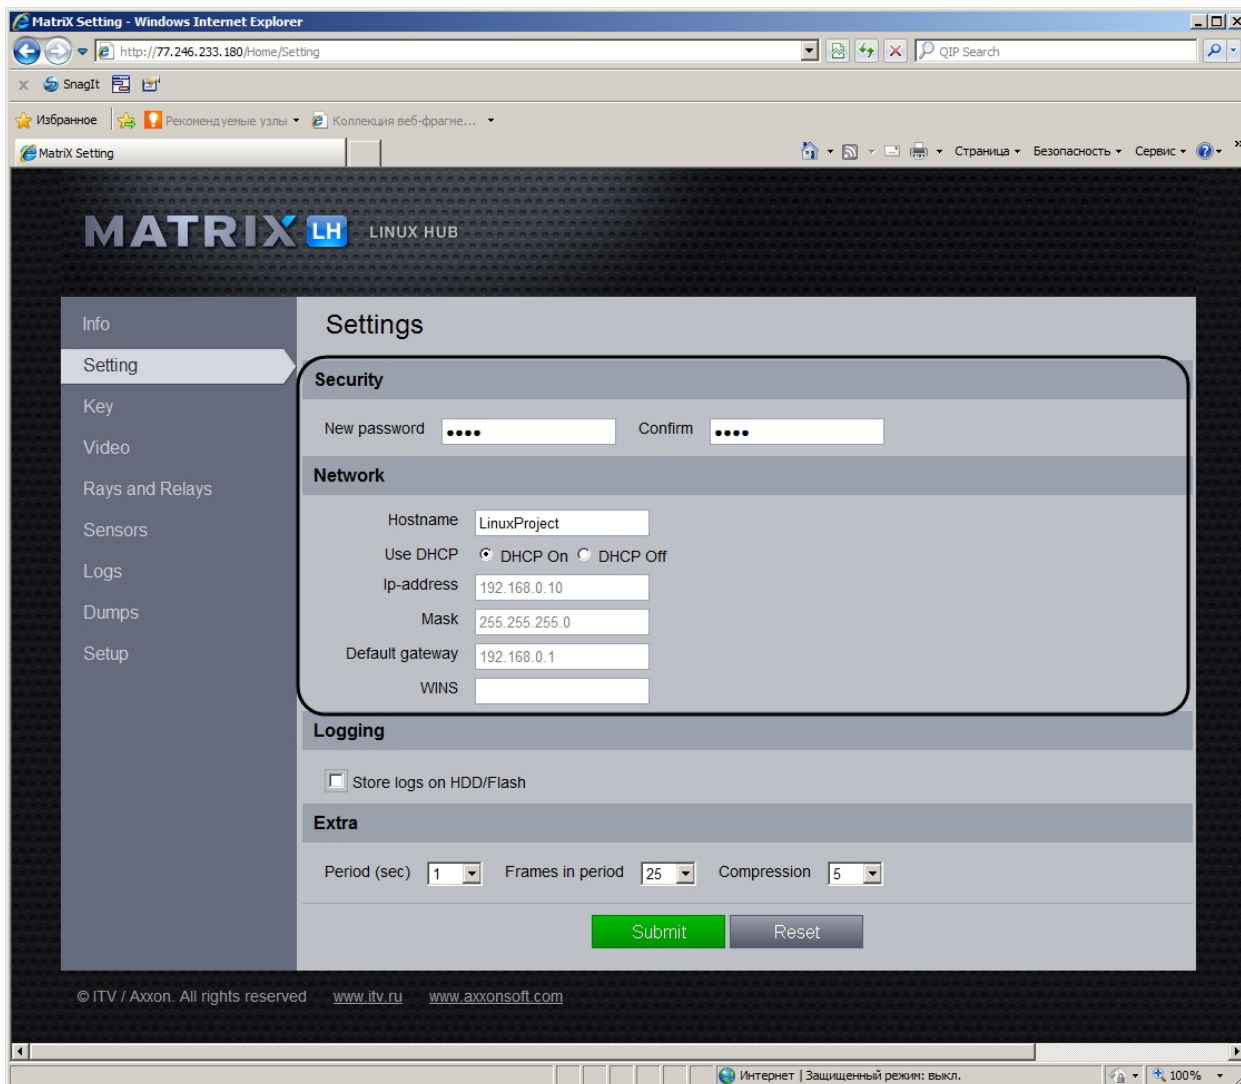 MatriX Setting - Windows Internet Explorer
http://77.246.233.180/Home/Setting
QIP Search
x SnagIt
Избранное Рекомендуемые узлы Коллекция веб-фрагме...
MatriX Setting Страница Безопасность Сервис »
MATRIX LH LINUX HUB
Info
Setting
Key
Video
Rays and Relays
Sensors
Logs
Dumps
Setup
Settings
Security
New password •••• Confirm ••••
Network
Hostname LinuxProject
Use DHCP DHCP On DHCP Off
Ip-address 192.168.0.10
Mask 255.255.255.0
Default gateway 192.168.0.1
WINS
Logging
Store logs on HDD/Flash
Extra
Period (sec) 1 Frames in period 25 Compression 5
Submit Reset
© ITV / Axxon. All rights reserved www.itv.ru www.axxonsoft.com
Интернет | Защищенный режим: выкл. 100%